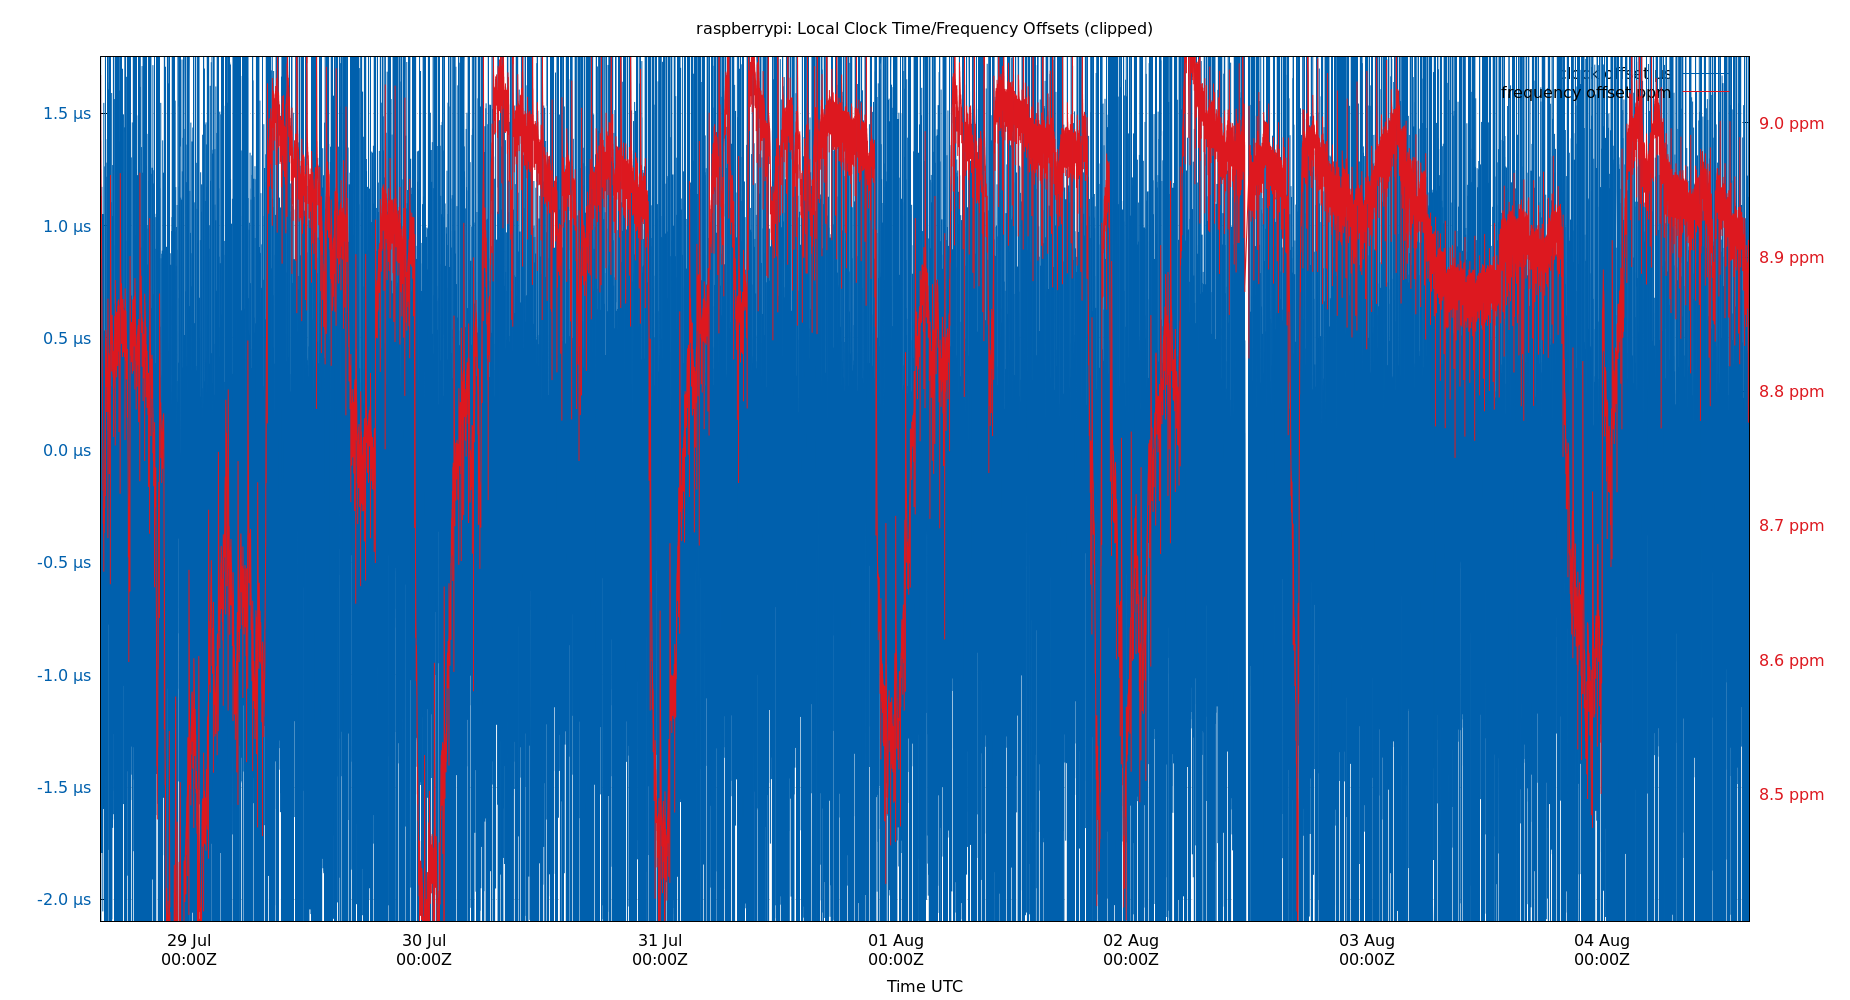 raspberrypi: Local Clock Time/Frequency Offsets (clipped)
clock offset µs
frequency offset ppm
1.5 µs
1.0 µs
0.5 µs
0.0 µs
-0.5 µs
-1.0 µs
-1.5 µs
-2.0 µs
9.0 ppm
8.9 ppm
8.8 ppm
8.7 ppm
8.6 ppm
8.5 ppm
29 Jul
00:00Z
30 Jul
00:00Z
31 Jul
00:00Z
01 Aug
00:00Z
02 Aug
00:00Z
03 Aug
00:00Z
04 Aug
00:00Z
Time UTC